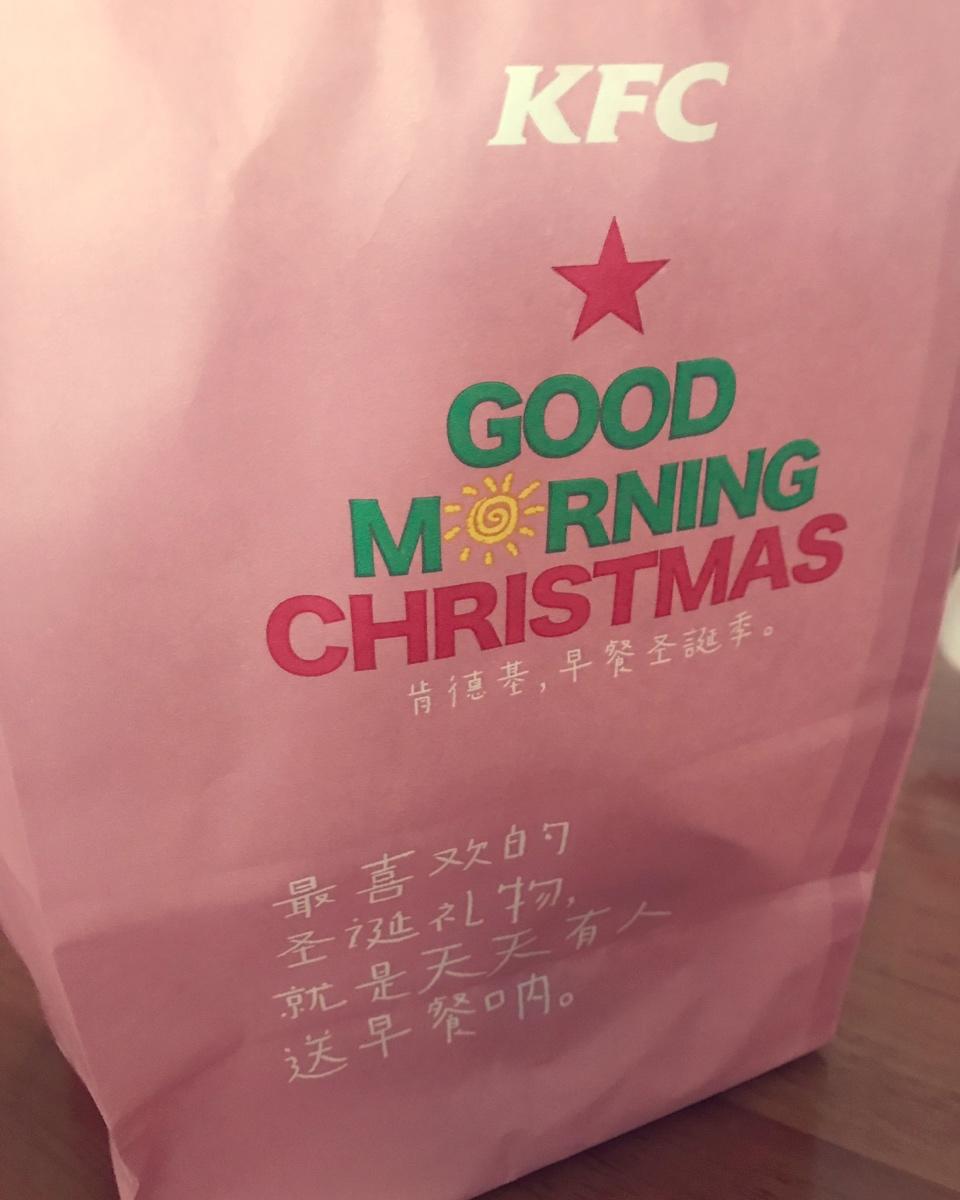 KFC
GOOD
MORNING
CHRISTMAS
肯德基，早餐圣誕季。
最喜欢的
圣诞礼物，
就是天天有人
送早餐呐。